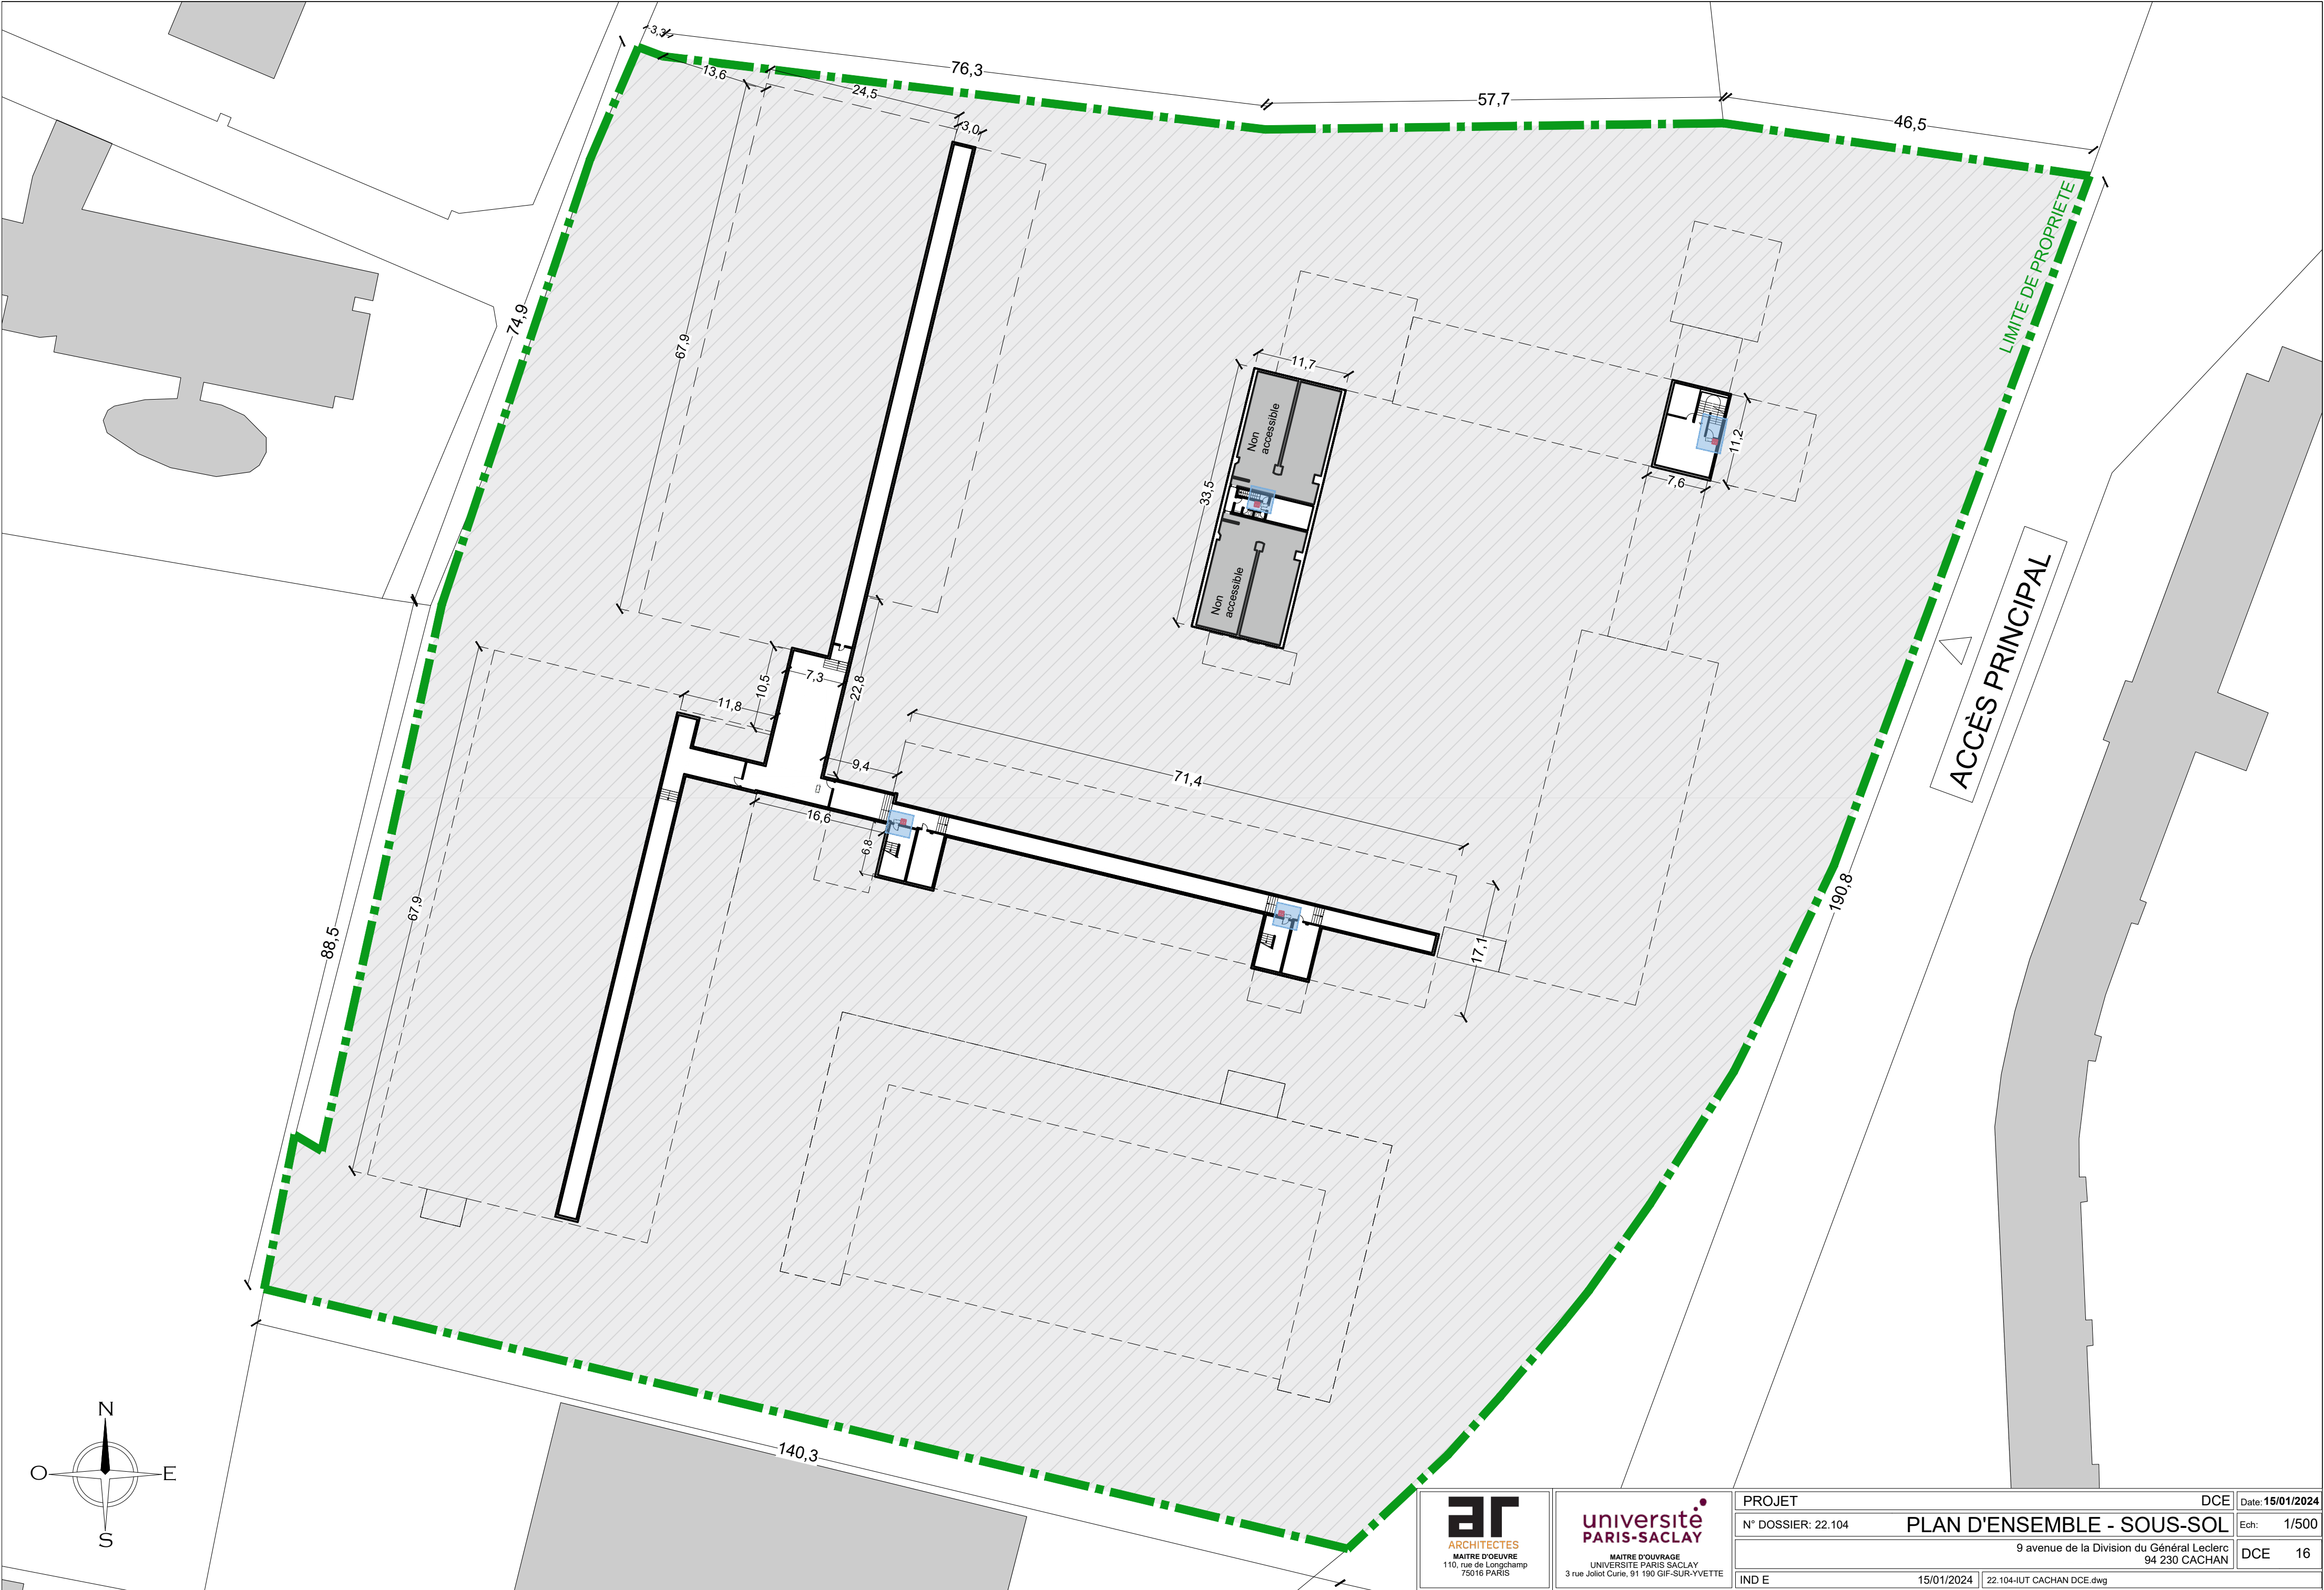 3,3
76,3
57,7
46,5
13,6
24,5
3,0
LIMITE DE PROPRIETE
74,9
67,9
11,7
Non
accessible
33,5
Non
accessible
11,2
7,6
ACCÈS PRINCIPAL
10,5
7,3
22,8
11,8
9,4
71,4
16,6
6,8
17,1
190,8
67,9
88,5
140,3
N
O
E
S
ar
ARCHITECTES
MAITRE D'OEUVRE
110, rue de Longchamp
75016 PARIS
université
PARIS-SACLAY
MAITRE D'OUVRAGE
UNIVERSITE PARIS SACLAY
3 rue Joliot Curie, 91 190 GIF-SUR-YVETTE
PROJET DCE Date: 15/01/2024
N° DOSSIER: 22.104 PLAN D'ENSEMBLE - SOUS-SOL Ech: 1/500
9 avenue de la Division du Général Leclerc
94 230 CACHAN
DCE 16
IND E 15/01/2024 22.104-IUT CACHAN DCE.dwg